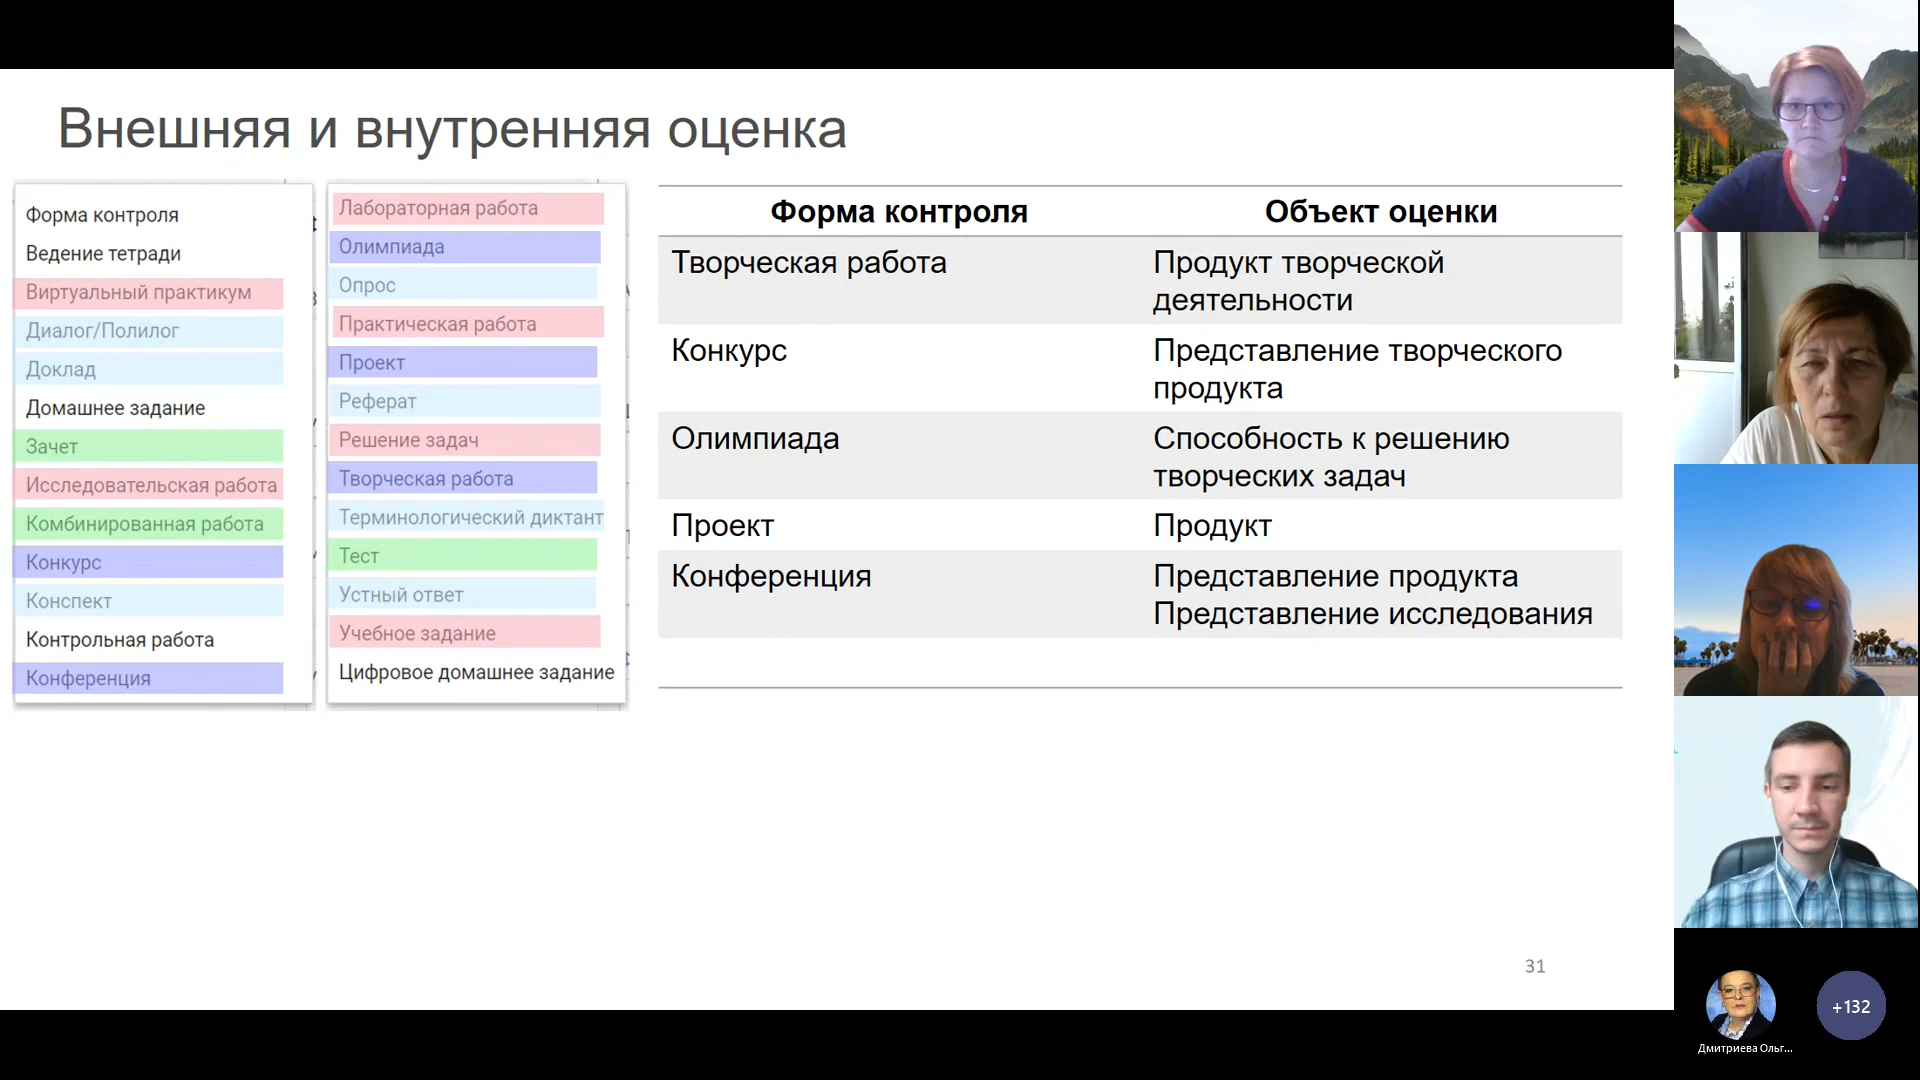 Внешняя и внутренняя оценка
Форма контроля
Ведение тетради
Виртуальный практикум
Диалог/Полилог
Доклад
Домашнее задание
Зачет
Исследовательская работа
Комбинированная работа
Конкурс
Конспект
Контрольная работа
Конференция
Лабораторная работа
Олимпиада
Опрос
Практическая работа
Проект
Реферат
Решение задач
Творческая работа
Терминологический диктант
Тест
Устный ответ
Учебное задание
Цифровое домашнее задание
Форма контроля Объект оценки
Творческая работа Продукт творческой
деятельности
Конкурс Представление творческого
продукта
Олимпиада Способность к решению
творческих задач
Проект Продукт
Конференция Представление продукта
Представление исследования
31
+132
Дмитриева Ольг...